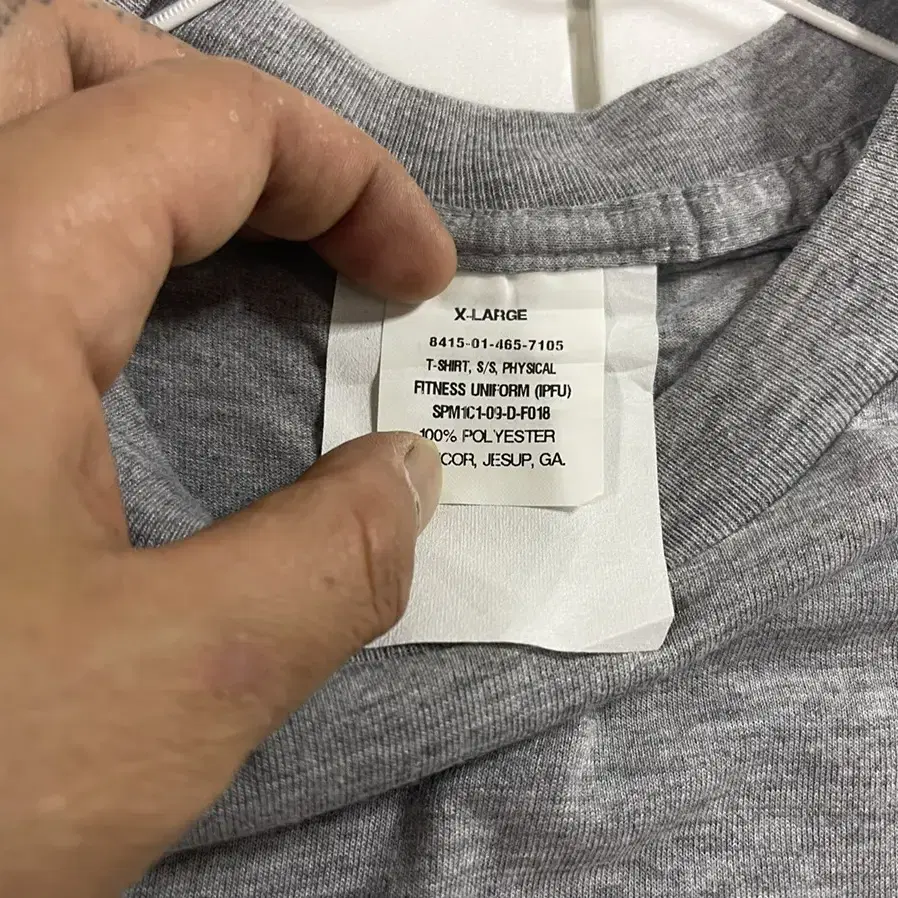 X-LARGE
8415-01-465-7105
T-SHIRT, S/S, PHYSICAL
FITNESS UNIFORM (IPFU)
SPM1C1-09-D-F018
100% POLYESTER
COR, JESUP, GA.